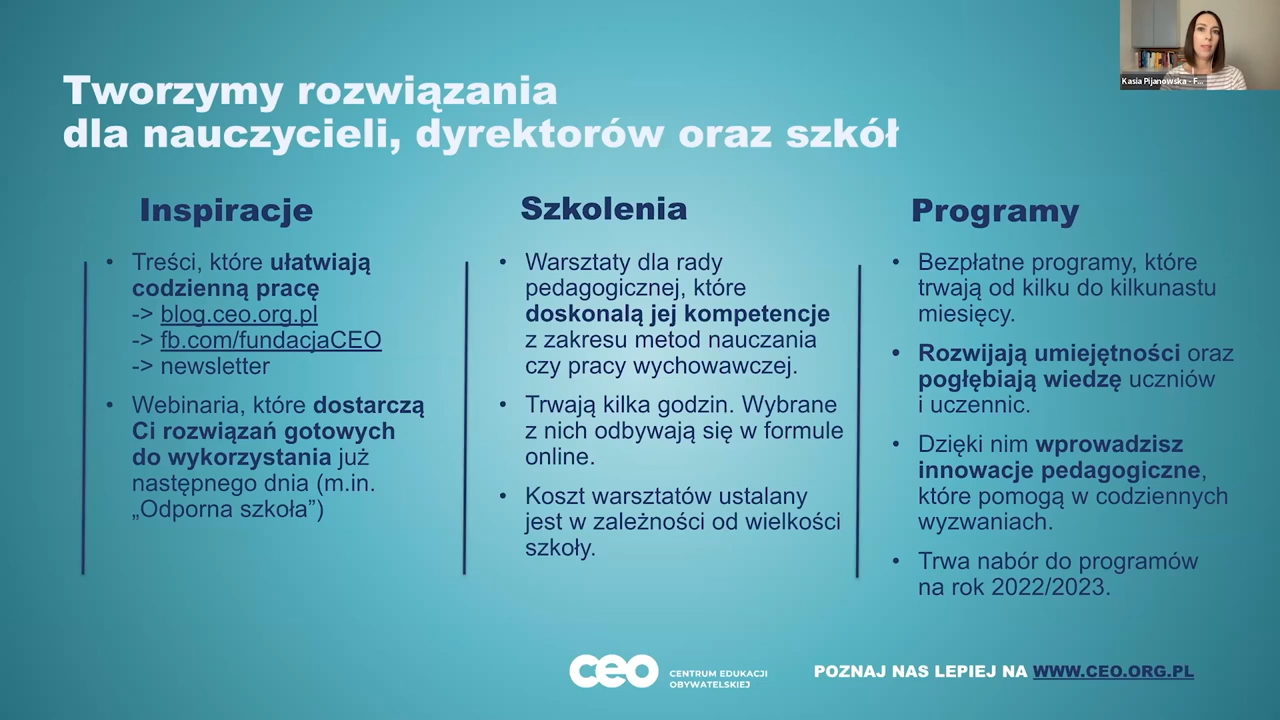 Kasia Pijanowska - F...
Tworzymy rozwiązania
dla nauczycieli, dyrektorów oraz szkół
Inspiracje
• Treści, które ułatwiają
codzienną pracę
-> blog.ceo.org.pl
-> fb.com/fundacjaCEO
-> newsletter
• Webinaria, które dostarczą
Ci rozwiązań gotowych
do wykorzystania już
następnego dnia (m.in.
„Odporna szkoła”)
Szkolenia
• Warsztaty dla rady
pedagogicznej, które
doskonalą jej kompetencje
z zakresu metod nauczania
czy pracy wychowawczej.
• Trwają kilka godzin. Wybrane
z nich odbywają się w formule
online.
• Koszt warsztatów ustalany
jest w zależności od wielkości
szkoły.
Programy
• Bezpłatne programy, które
trwają od kilku do kilkunastu
miesięcy.
• Rozwijają umiejętności oraz
pogłębiają wiedzę uczniów
i uczennic.
• Dzięki nim wprowadzisz
innowacje pedagogiczne,
które pomogą w codziennych
wyzwaniach.
• Trwa nabór do programów
na rok 2022/2023.
ceo
CENTRUM EDUKACJI
OBYWATELSKIEJ
POZNAJ NAS LEPIEJ NA WWW.CEO.ORG.PL